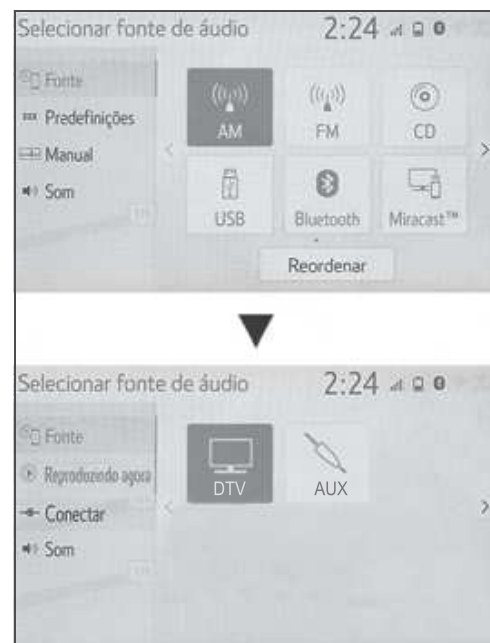 Selecionar fonte de áudio 2:24
Fonte
Predefinições
Manual
Som
AM FM CD
USB Bluetooth Miracast™
Reordenar
Selecionar fonte de áudio 2:24
Fonte
Reproduzindo agora
Conectar
Som
DTV AUX